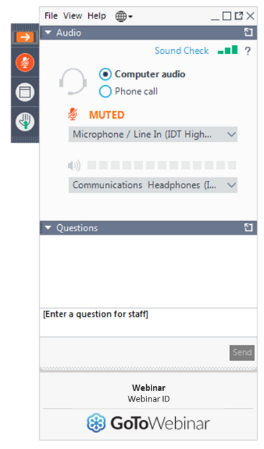 File View Help
Audio
Sound Check ?
Computer audio
Phone call
MUTED
Microphone / Line In (IDT High...
Communications Headphones (I...
Questions
[Enter a question for staff]
Send
Webinar
Webinar ID
GoToWebinar